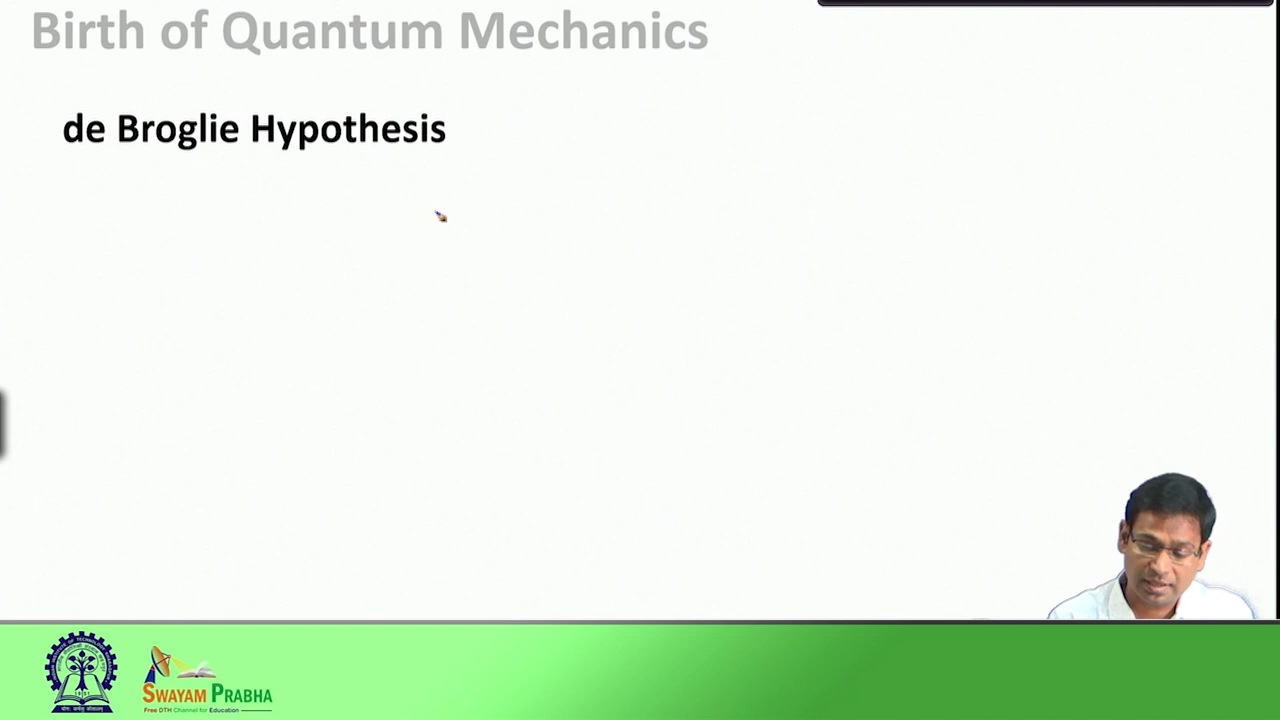 Birth of Quantum Mechanics
de Broglie Hypothesis
SWAYAM PRABHA
Free DTH Channel for Education